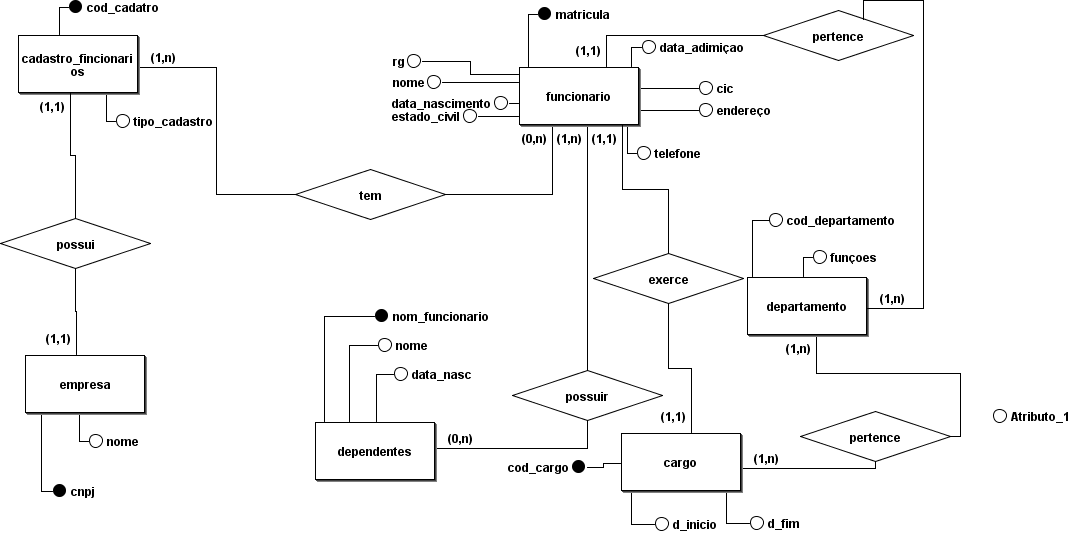 cod_cadatro
matricula
pertence
(1,n)
(1,1)
data_adimiçao
cadastro_fincionari
os
rg
nome
cic
funcionario
(1,1)
data_nascimento
endereço
estado_civil
tipo_cadastro
(0,n)
(1,n)
(1,1)
telefone
tem
cod_departamento
possui
funçoes
exerce
(1,n)
departamento
nom_funcionario
(1,1)
nome
(1,n)
data_nasc
empresa
possuir
(1,1)
Atributo_1
nome
(0,n)
pertence
dependentes
cargo
(1,n)
cod_cargo
cnpj
d_inicio
d_fim